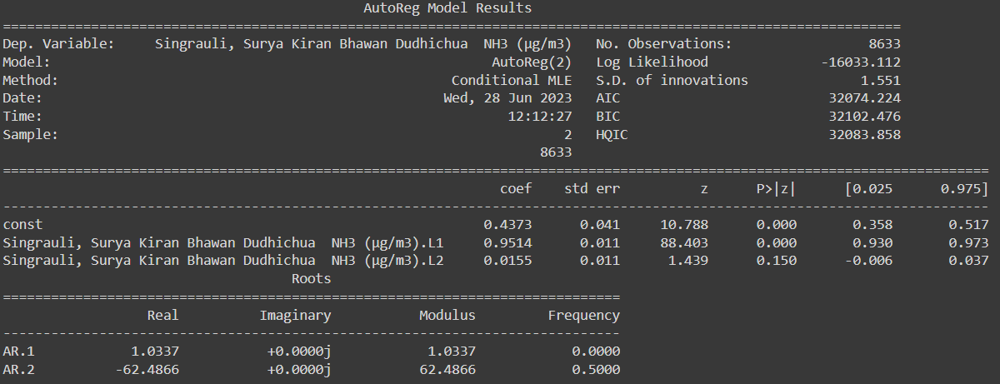 AutoReg Model Results
==============================================================================================================
Dep. Variable:     Singrauli, Surya Kiran Bhawan Dudhichua  NH3 (µg/m3)   No. Observations:                 8633
Model:                                                       AutoReg(2)   Log Likelihood              -16033.112
Method:                                                 Conditional MLE   S.D. of innovations              1.551
Date:                                                  Wed, 28 Jun 2023   AIC                          32074.224
Time:                                                          12:12:27   BIC                          32102.476
Sample:                                                               2   HQIC                         32083.858
                                                                   8633
==============================================================================================================
                                                              coef    std err          z      P>|z|      [0.025      0.975]
--------------------------------------------------------------------------------------------------------------
const                                                       0.4373      0.041     10.788      0.000       0.358       0.517
Singrauli, Surya Kiran Bhawan Dudhichua  NH3 (µg/m3).L1     0.9514      0.011     88.403      0.000       0.930       0.973
Singrauli, Surya Kiran Bhawan Dudhichua  NH3 (µg/m3).L2     0.0155      0.011      1.439      0.150      -0.006       0.037
                                    Roots
=============================================================================
                  Real          Imaginary           Modulus         Frequency
-----------------------------------------------------------------------------
AR.1            1.0337           +0.0000j            1.0337            0.0000
AR.2          -62.4866           +0.0000j           62.4866            0.5000